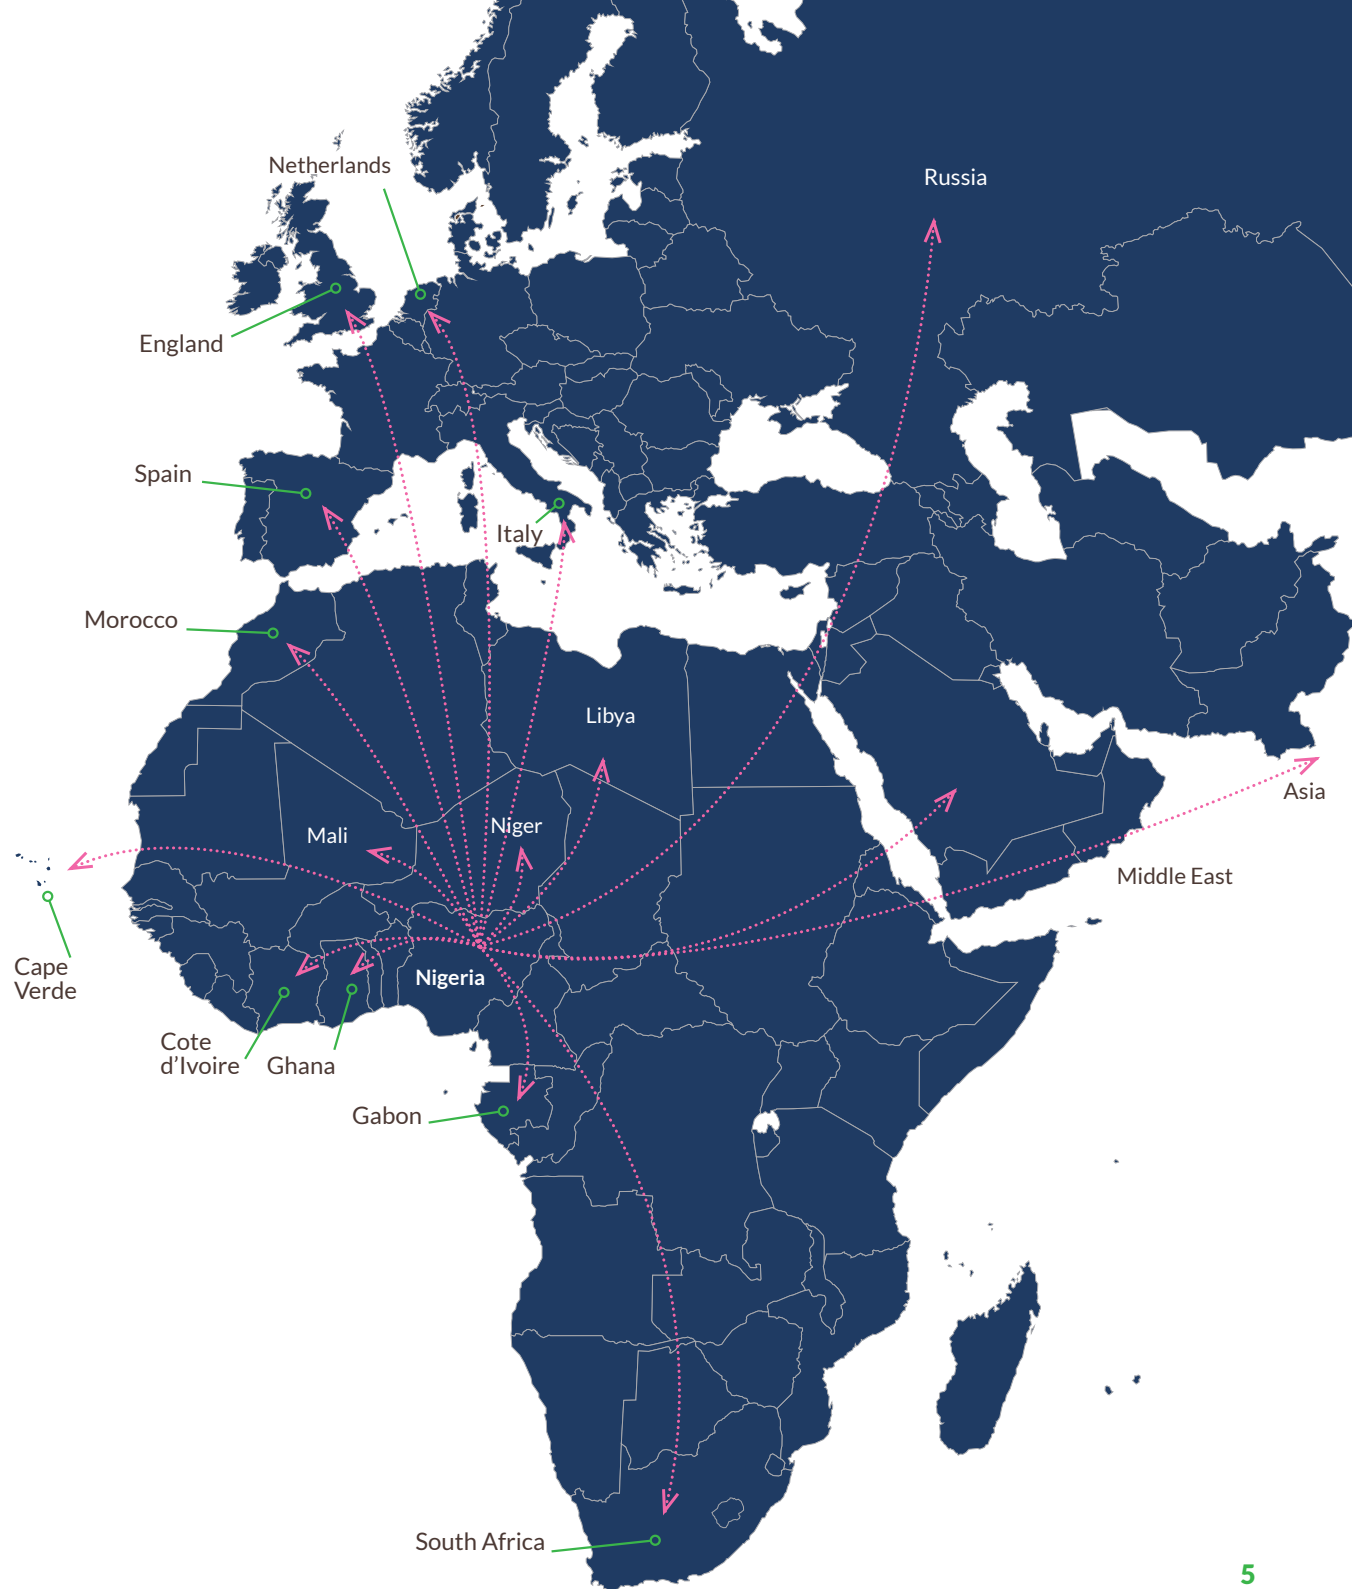 Netherlands
Russia
England
Spain
Italy
Morocco
Libya
Asia
Niger
Mali
Middle East
Cape
Verde
Nigeria
Cote
d’Ivoire
Ghana
Gabon
South Africa
5